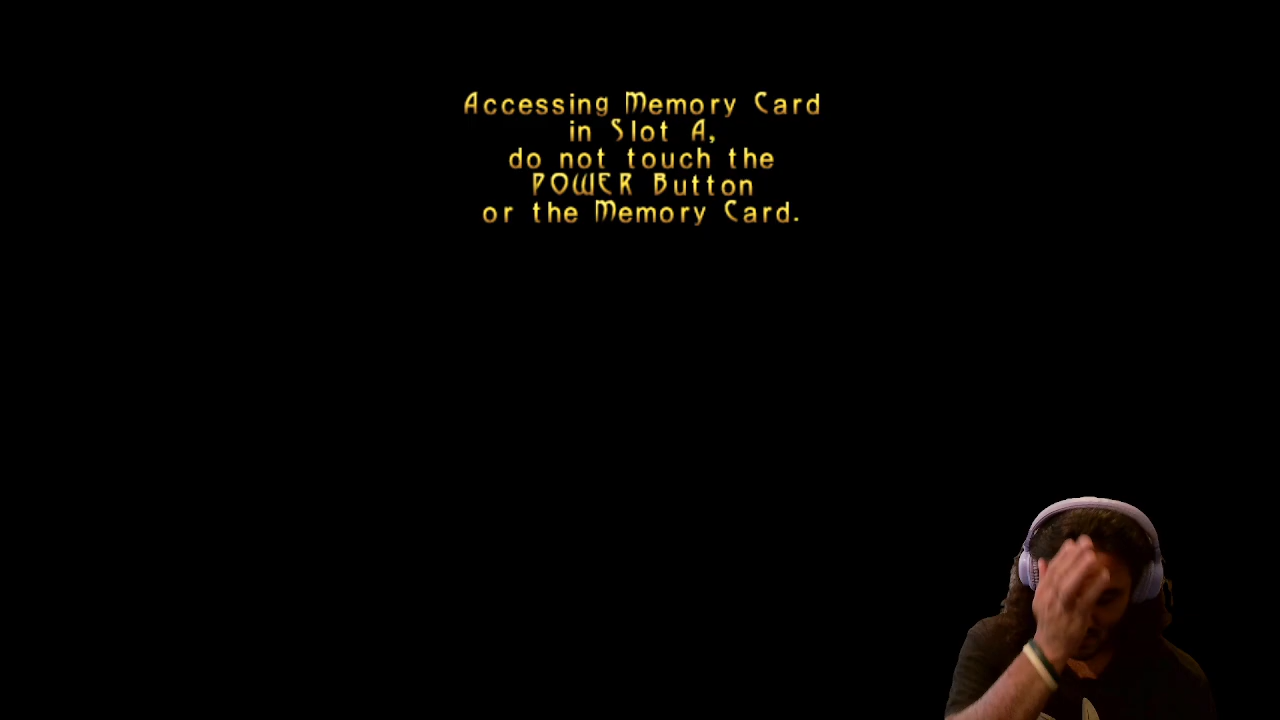 Accessing Memory Card
in Slot A,
do not touch the
POWER Button
or the Memory Card.